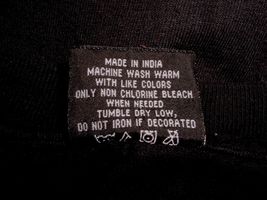 MADE IN INDIA
MACHINE WASH WARM
WITH LIKE COLORS
ONLY NON CHLORINE BLEACH
WHEN NEEDED
TUMBLE DRY LOW,
DO NOT IRON IF DECORATED